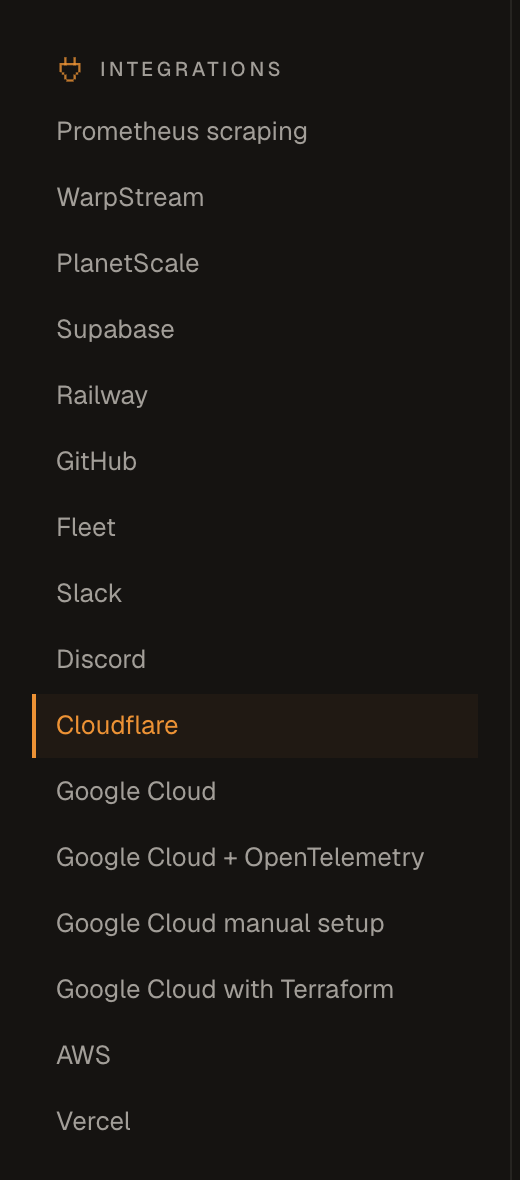 INTEGRATIONS
Prometheus scraping
WarpStream
PlanetScale
Supabase
Railway
GitHub
Fleet
Slack
Discord
Cloudflare
Google Cloud
Google Cloud + OpenTelemetry
Google Cloud manual setup
Google Cloud with Terraform
AWS
Vercel